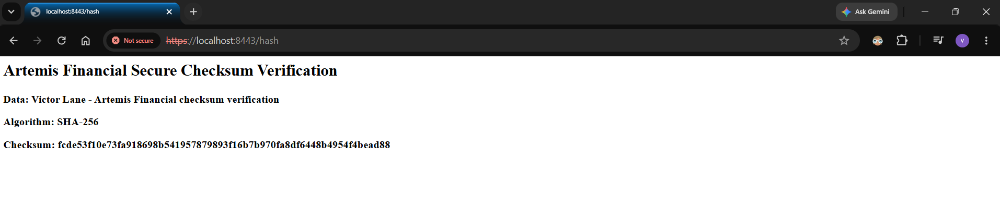 localhost:8443/hash
Ask Gemini
Not secure
https://localhost:8443/hash
V
Artemis Financial Secure Checksum Verification
Data: Victor Lane - Artemis Financial checksum verification
Algorithm: SHA-256
Checksum: fcde53f10e73fa918698b541957879893f16b7b970fa8df6448b4954f4bead88